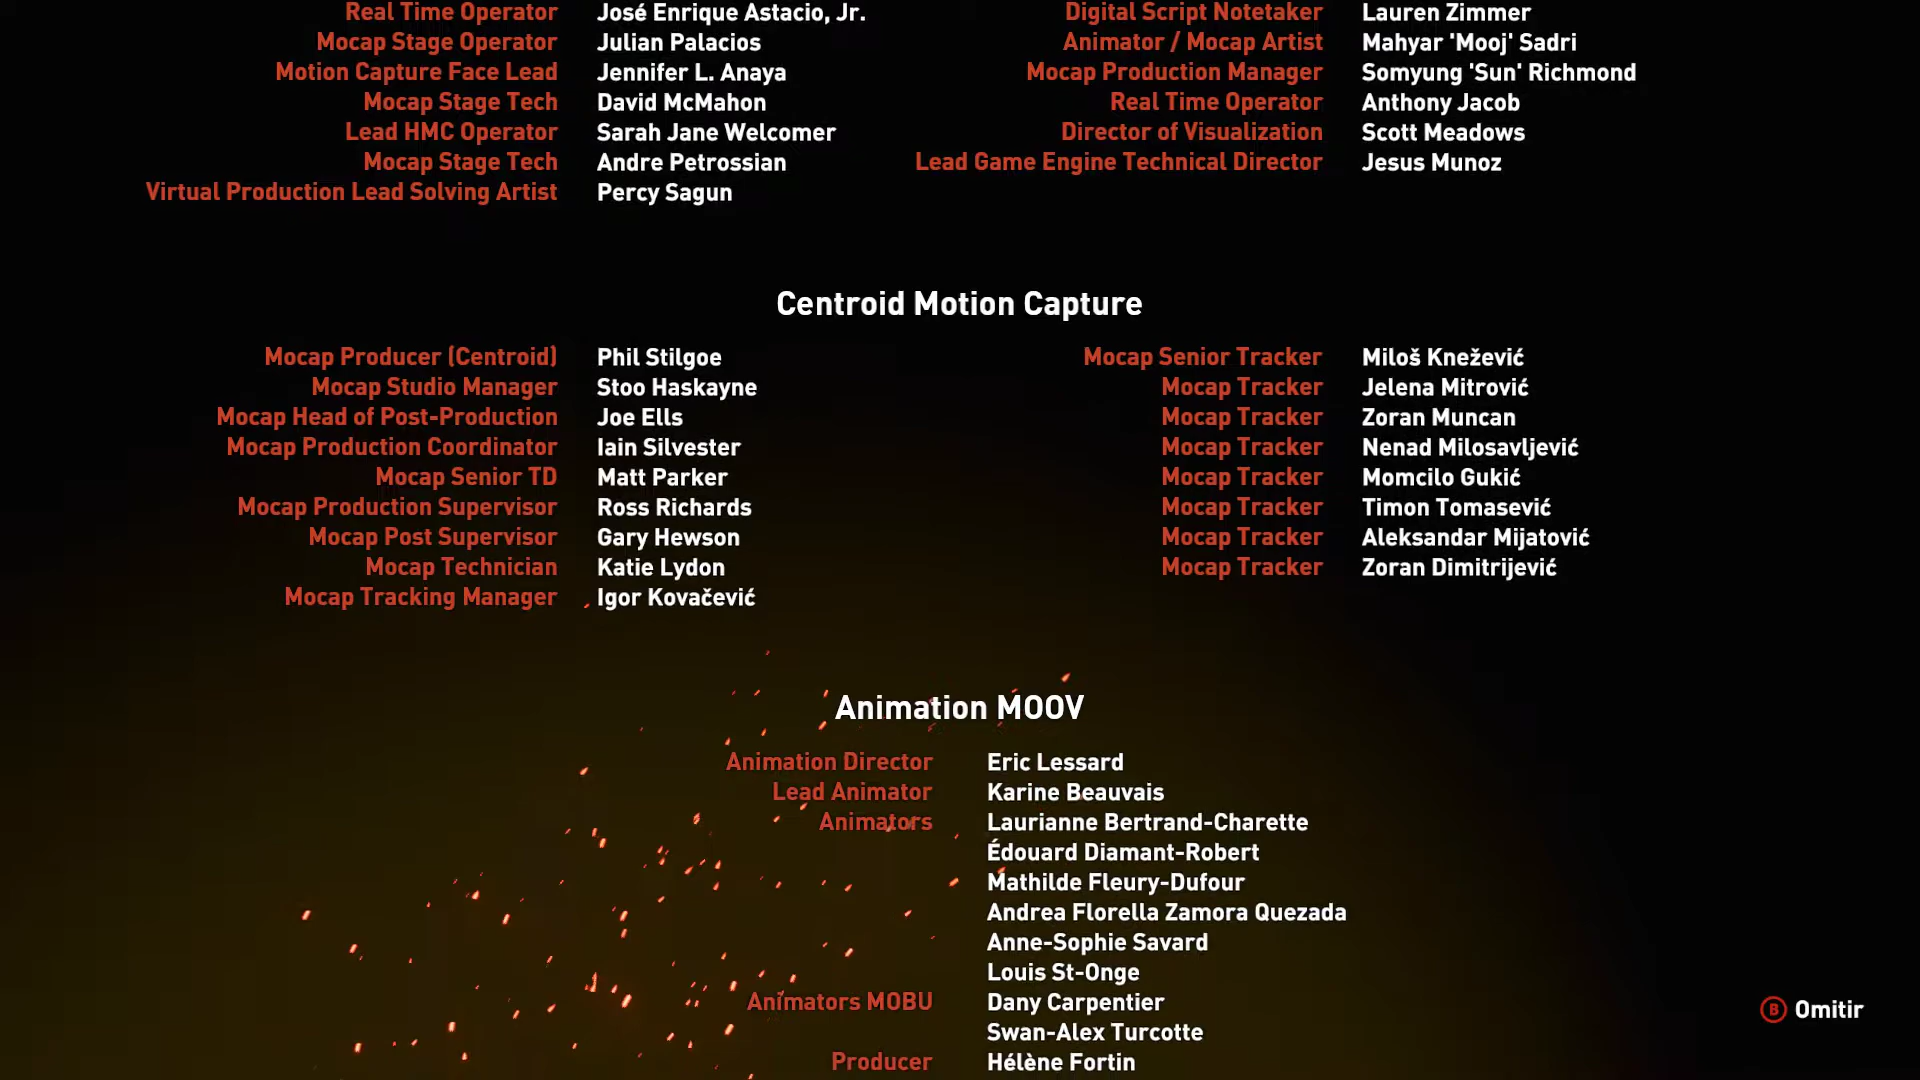 Real Time Operator José Enrique Astacio, Jr.
Mocap Stage Operator Julian Palacios
Motion Capture Face Lead Jennifer L. Anaya
Mocap Stage Tech David McMahon
Lead HMC Operator Sarah Jane Welcomer
Mocap Stage Tech Andre Petrossian
Virtual Production Lead Solving Artist Percy Sagun
Digital Script Notetaker Lauren Zimmer
Animator / Mocap Artist Mahyar 'Mooj' Sadri
Mocap Production Manager Somyung 'Sun' Richmond
Real Time Operator Anthony Jacob
Director of Visualization Scott Meadows
Lead Game Engine Technical Director Jesus Munoz
Centroid Motion Capture
Mocap Producer (Centroid) Phil Stilgoe
Mocap Studio Manager Stoo Haskayne
Mocap Head of Post-Production Joe Ells
Mocap Production Coordinator Iain Silvester
Mocap Senior TD Matt Parker
Mocap Production Supervisor Ross Richards
Mocap Post Supervisor Gary Hewson
Mocap Technician Katie Lydon
Mocap Tracking Manager Igor Kovačević
Mocap Senior Tracker Miloš Knežević
Mocap Tracker Jelena Mitrović
Mocap Tracker Zoran Muncan
Mocap Tracker Nenad Milosavljević
Mocap Tracker Momcilo Gukić
Mocap Tracker Timon Tomasević
Mocap Tracker Aleksandar Mijatović
Mocap Tracker Zoran Dimitrijević
Animation MOOV
Animation Director Eric Lessard
Lead Animator Karine Beauvais
Animators Laurianne Bertrand-Charette
Édouard Diamant-Robert
Mathilde Fleury-Dufour
Andrea Florella Zamora Quezada
Anne-Sophie Savard
Louis St-Onge
Animators MOBU Dany Carpentier
Swan-Alex Turcotte
Producer Hélène Fortin
B Omitir